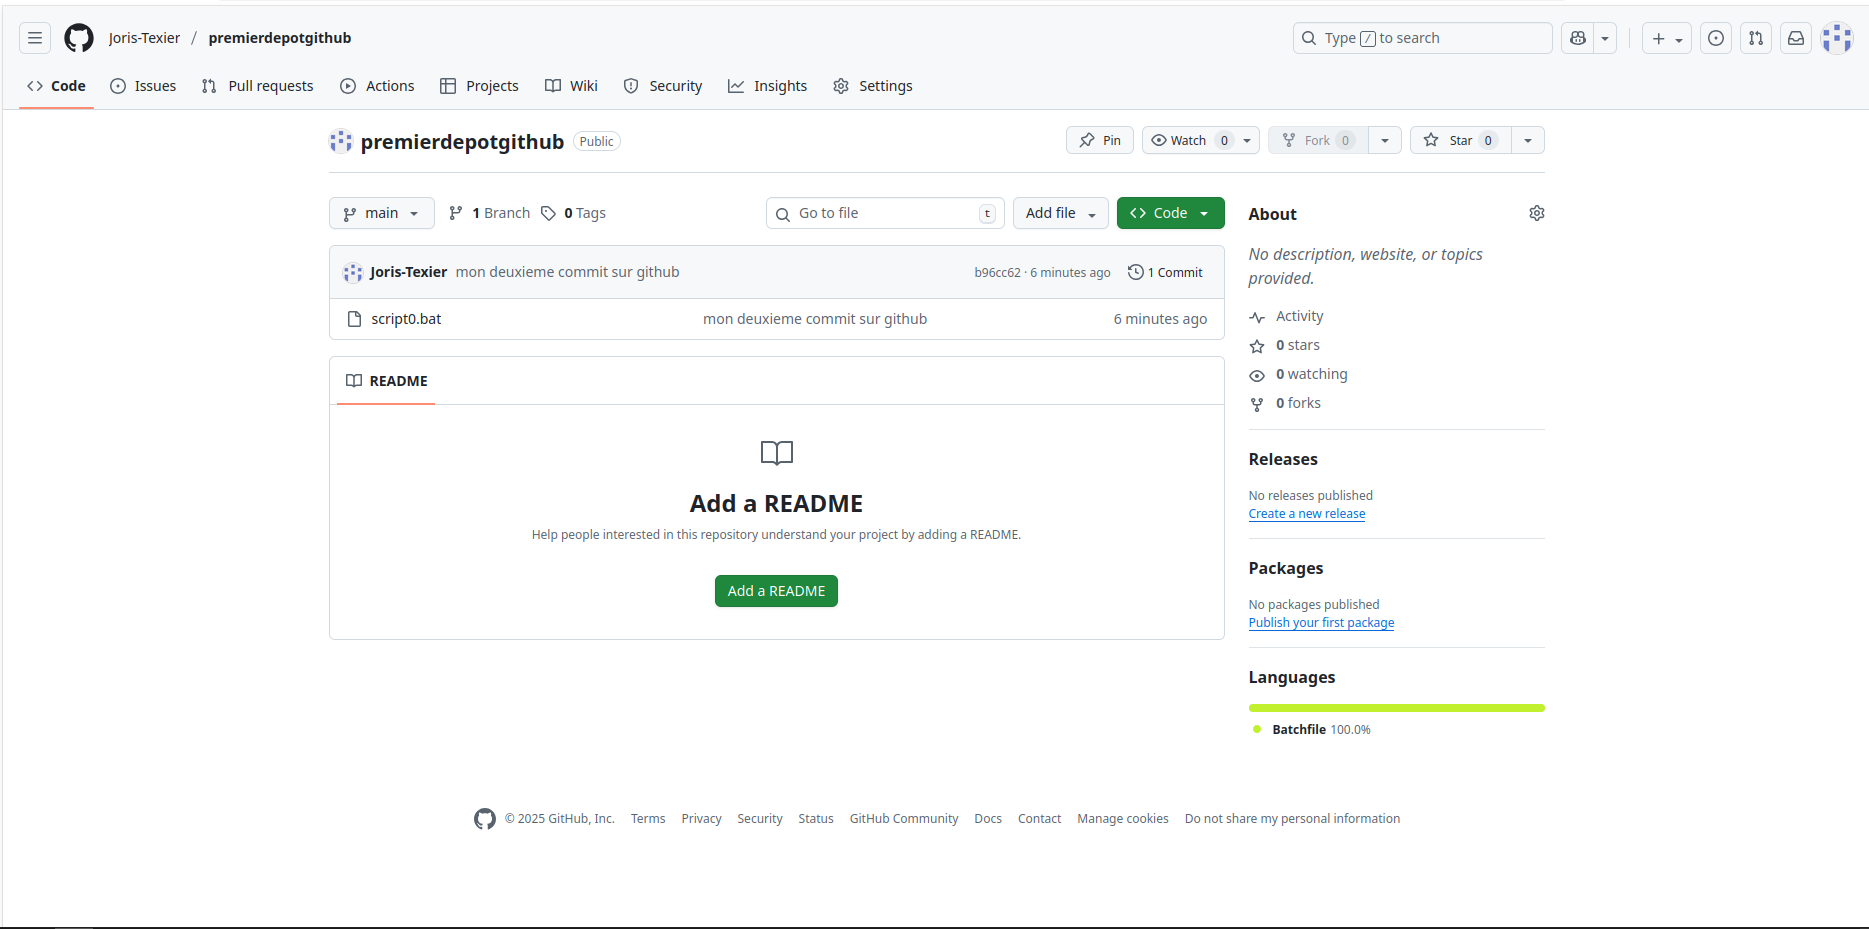 Joris-Texier / premierdepotgithub
Type / to search
Code
Issues
Pull requests
Actions
Projects
Wiki
Security
Insights
Settings
premierdepotgithub Public
Pin
Watch 0
Fork 0
Star 0
main
1 Branch
0 Tags
Go to file t
Add file
Code
Joris-Texier mon deuxieme commit sur github b96cc62 · 6 minutes ago 1 Commit
script0.bat mon deuxieme commit sur github 6 minutes ago
README
Add a README
Help people interested in this repository understand your project by adding a README.
Add a README
About
No description, website, or topics
provided.
Activity
0 stars
0 watching
0 forks
Releases
No releases published
Create a new release
Packages
No packages published
Publish your first package
Languages
Batchfile 100.0%
© 2025 GitHub, Inc. Terms Privacy Security Status GitHub Community Docs Contact Manage cookies Do not share my personal information